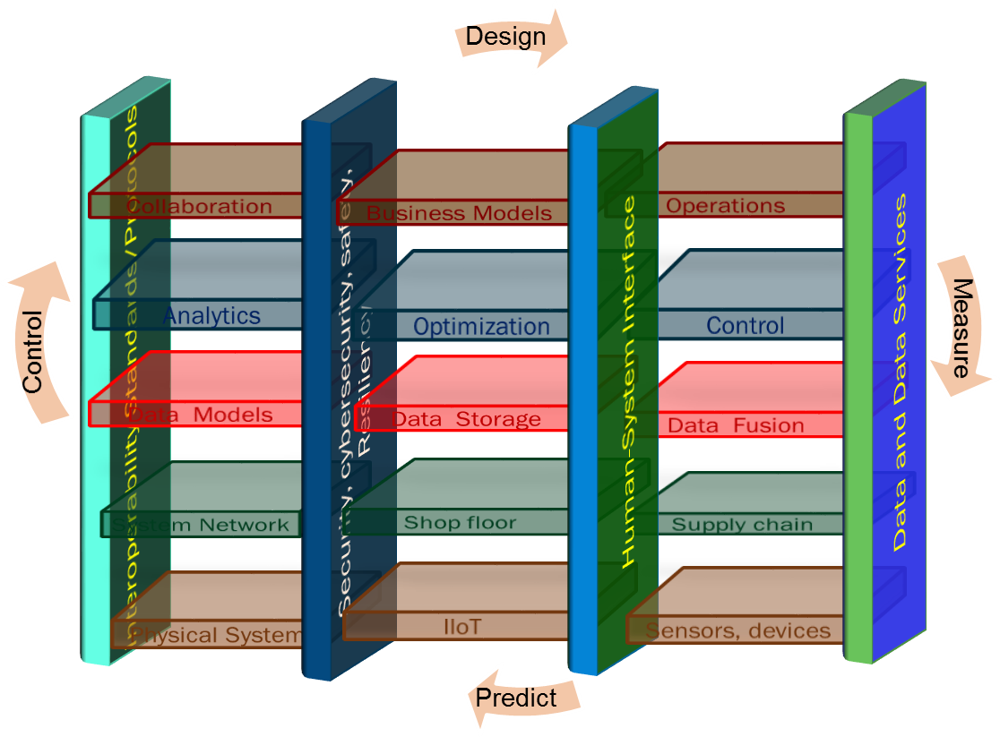 Design
Interoperability Standards/Protocols
Security, cybersecurity, safety,
Resiliency
Human-System Interface
Data and Data Services
Collaboration
Business Models
Operations
Analytics
Optimization
Control
Data Models
Data Storage
Data Fusion
System Network
Shop floor
Supply chain
Physical System
IIoT
Sensors, devices
Control
Measure
Predict